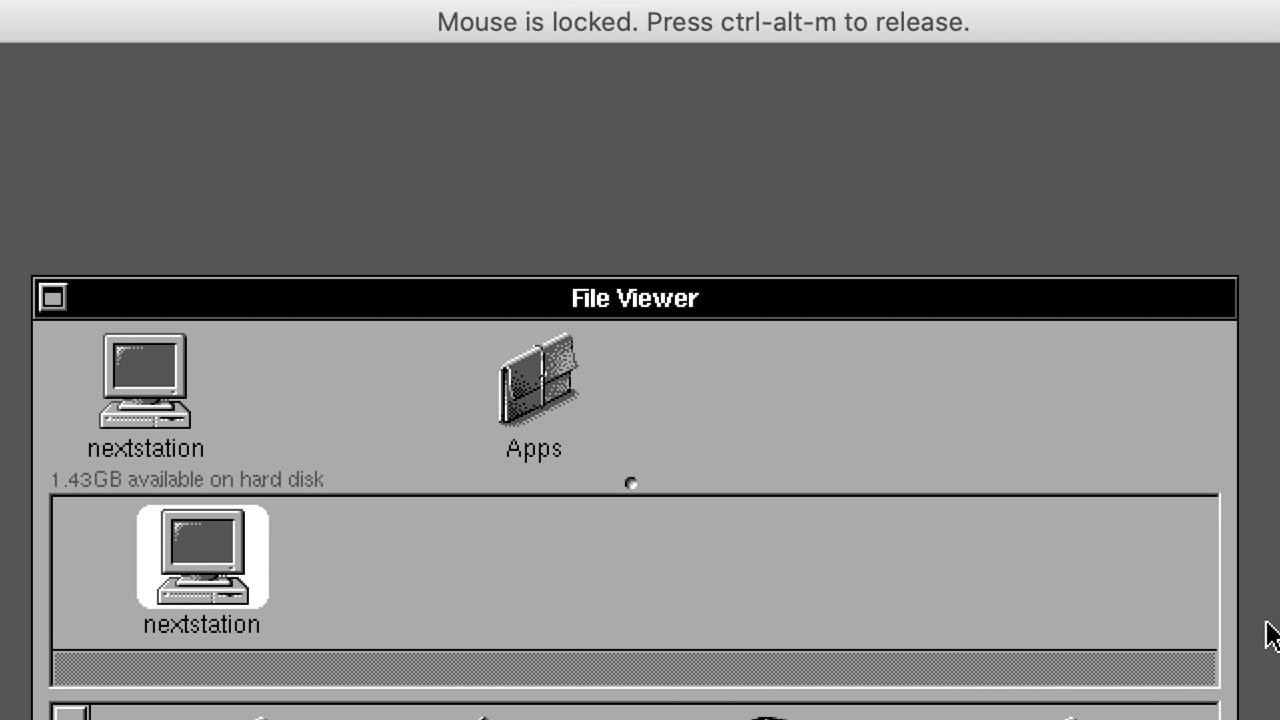 Mouse is locked. Press ctrl-alt-m to release.
File Viewer
nextstation
Apps
1.43GB available on hard disk
nextstation